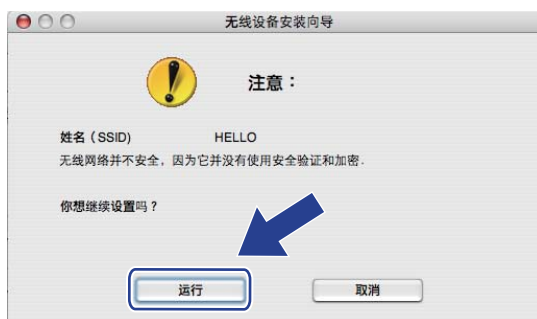 无线设备安装向导
注意：
姓名（SSID) HELLO
无线网络并不安全，因为它并没有使用安全验证和加密.
你想继续设置吗？
运行 取消